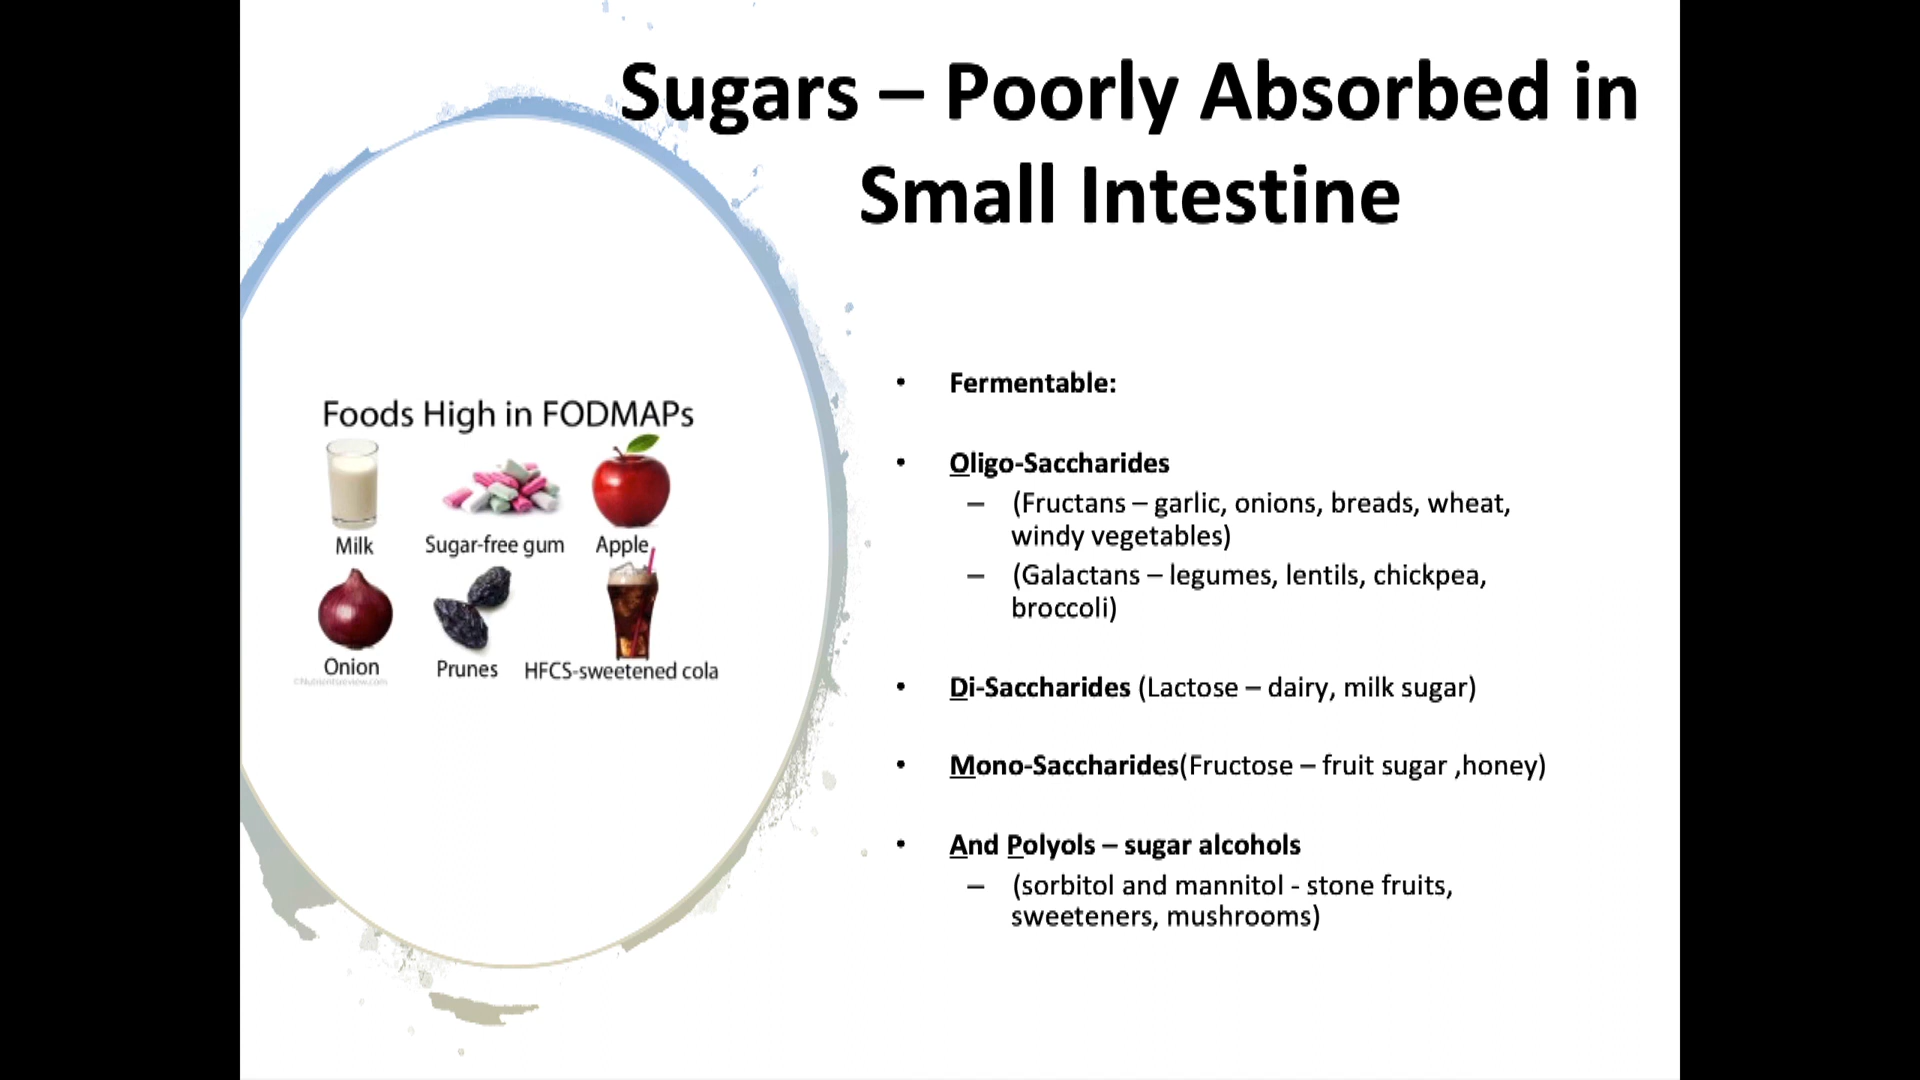 Sugars – Poorly Absorbed in
Small Intestine
Foods High in FODMAPs
Milk
Sugar-free gum
Apple
Onion
Prunes
HFCS-sweetened cola
©Nutrientsreview.com
• Fermentable:
• Oligo-Saccharides
– (Fructans – garlic, onions, breads, wheat,
windy vegetables)
– (Galactans – legumes, lentils, chickpea,
broccoli)
• Di-Saccharides (Lactose – dairy, milk sugar)
• Mono-Saccharides(Fructose – fruit sugar ,honey)
• And Polyols – sugar alcohols
– (sorbitol and mannitol - stone fruits,
sweeteners, mushrooms)